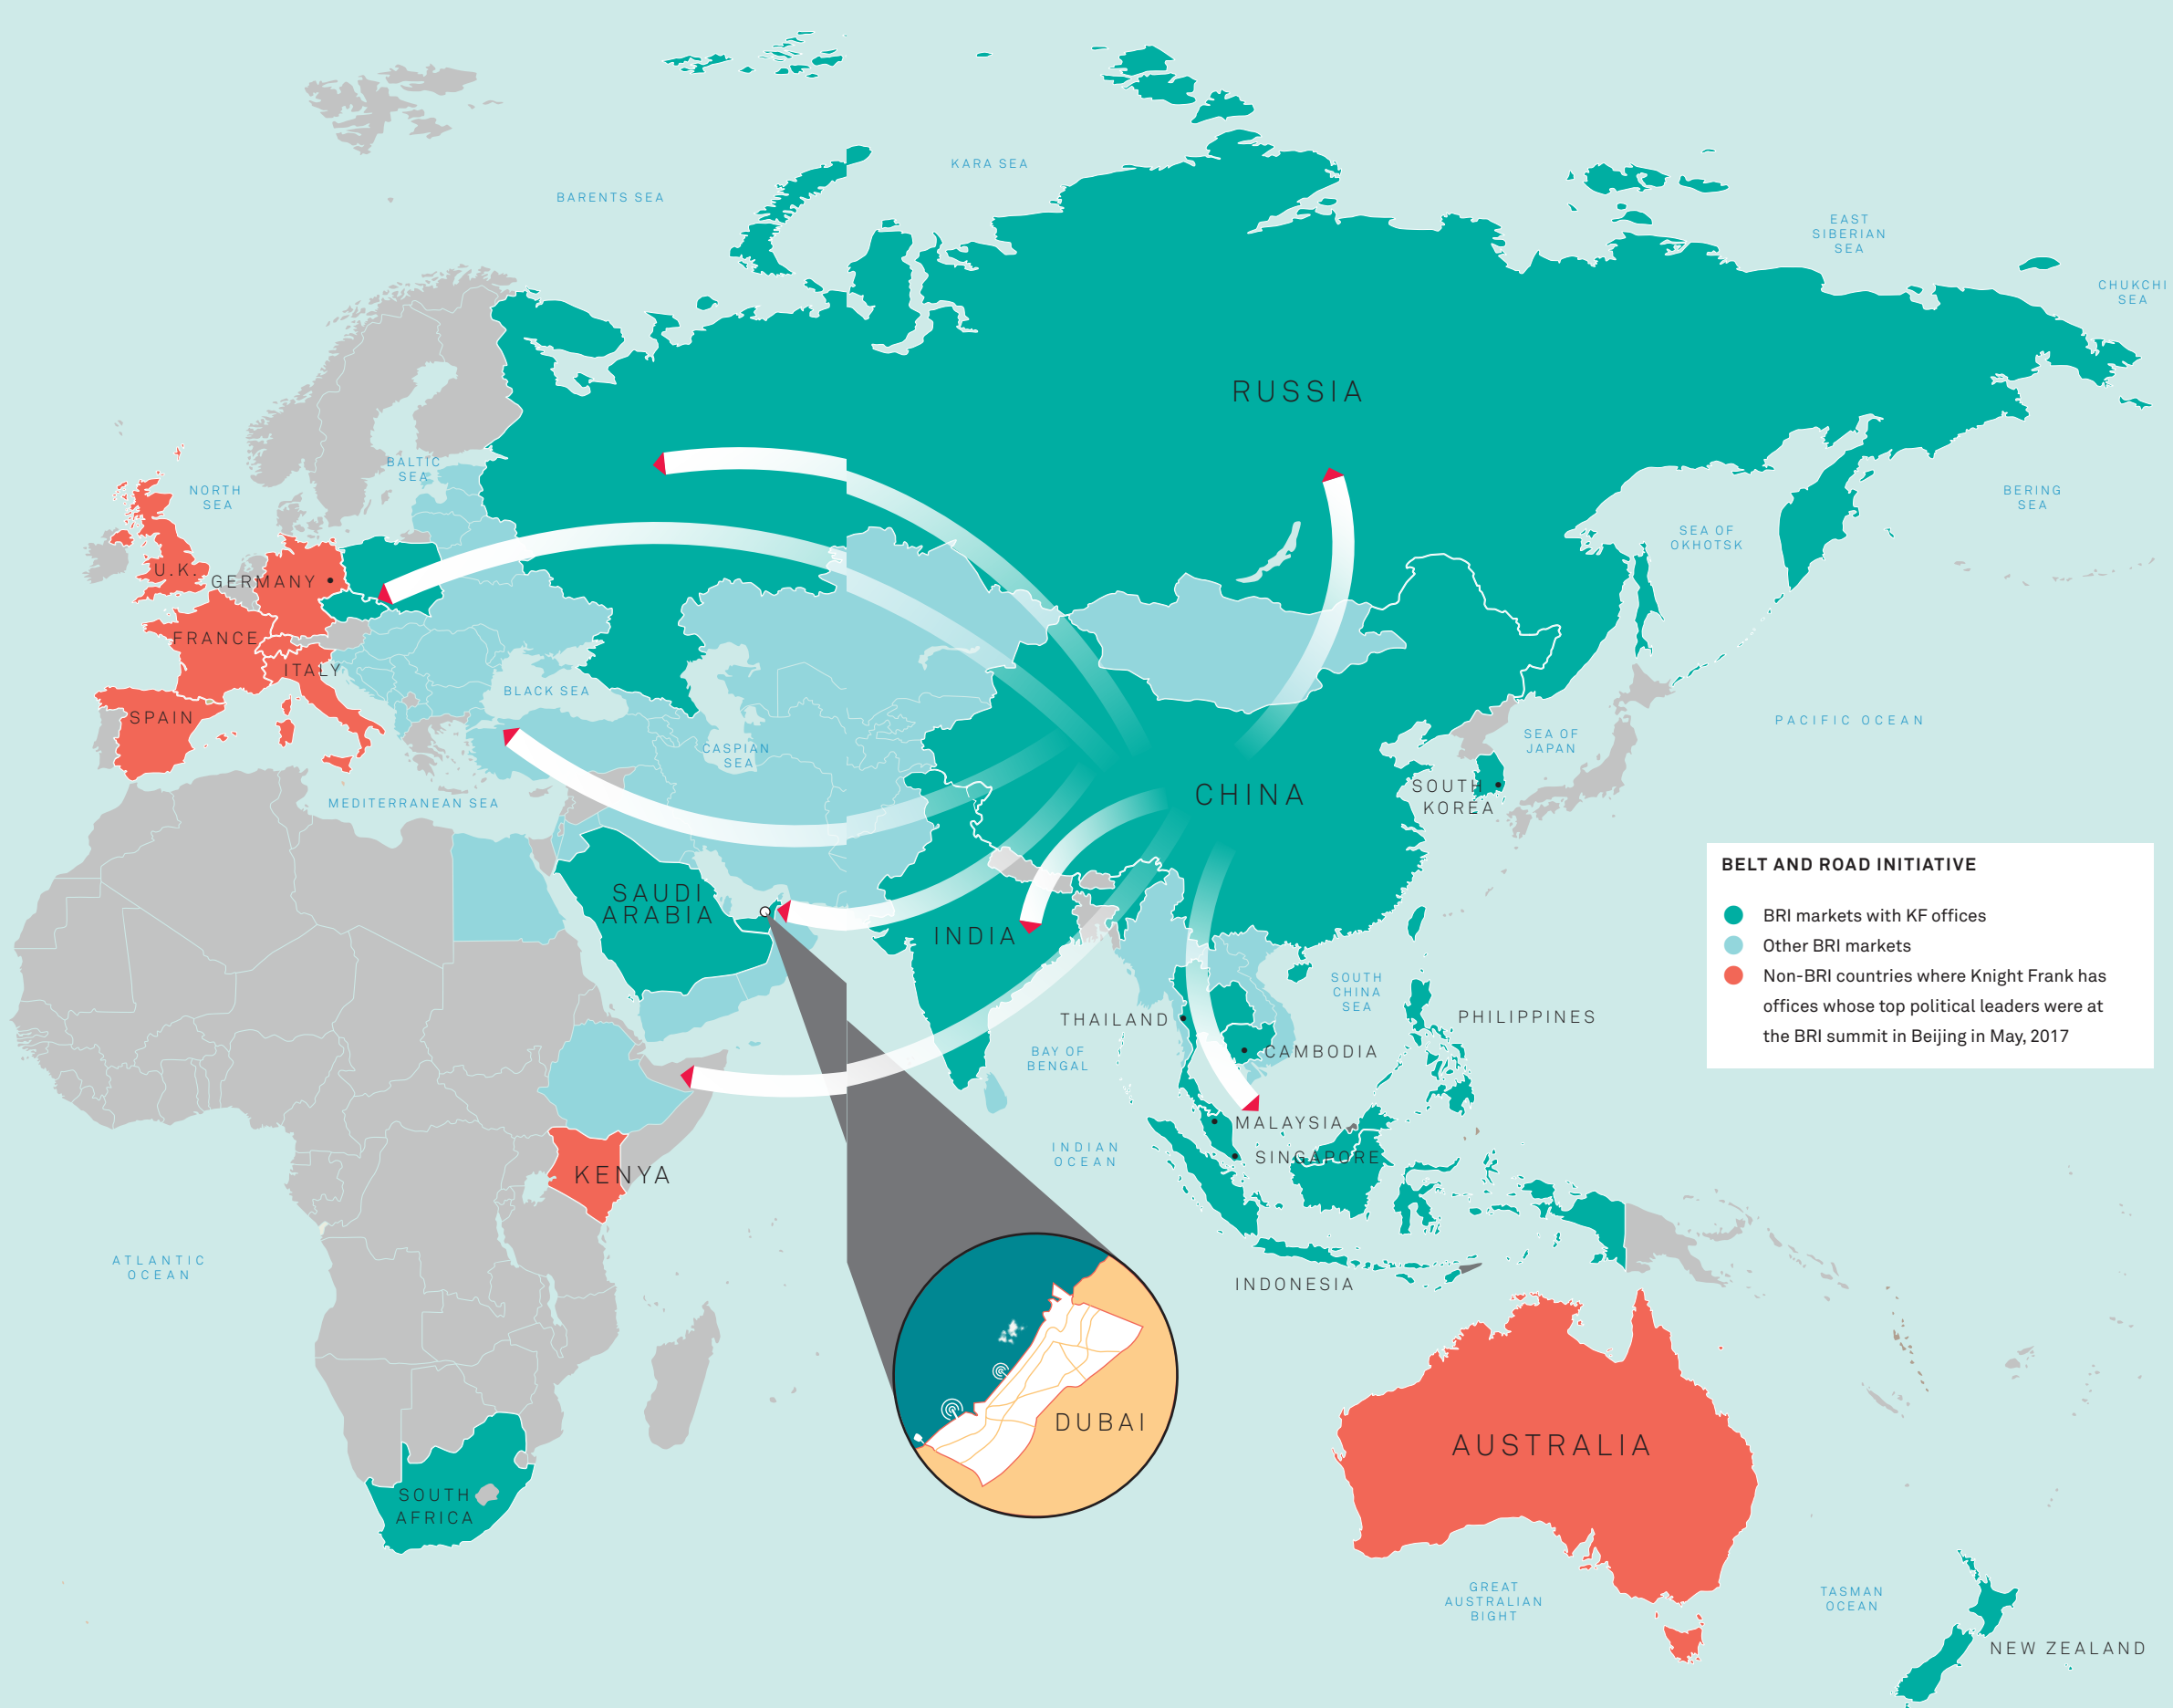 KARA SEA
BARENTS SEA
EAST
SIBERIAN
SEA
CHUKCHI
SEA
RUSSIA
BALTIC
SEA
NORTH
SEA
BERING
SEA
SEA OF
OKHOTSK
U.K.
GERMANY
FRANCE
ITALY
SPAIN
BLACK SEA
CASPIAN
SEA
MEDITERRANEAN SEA
PACIFIC OCEAN
SEA OF
JAPAN
CHINA
SOUTH
KOREA
SAUDI
ARABIA
INDIA
BELT AND ROAD INITIATIVE
BRI markets with KF offices
Other BRI markets
Non-BRI countries where Knight Frank has
offices whose top political leaders were at
the BRI summit in Beijing in May, 2017
SOUTH
CHINA
SEA
THAILAND
PHILIPPINES
BAY OF
BENGAL
CAMBODIA
MALAYSIA
INDIAN
OCEAN
SINGAPORE
KENYA
ATLANTIC
OCEAN
INDONESIA
DUBAI
AUSTRALIA
SOUTH
AFRICA
GREAT
AUSTRALIAN
BIGHT
TASMAN
OCEAN
NEW ZEALAND